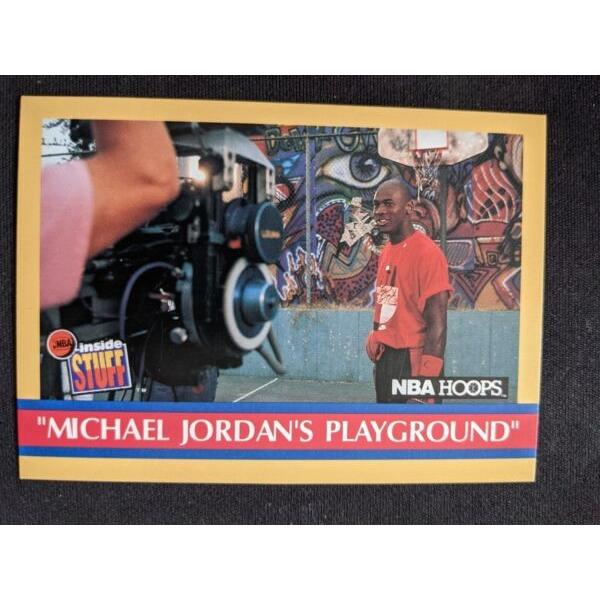 NBA
inside
STUFF
NBA HOOPS
"MICHAEL JORDAN'S PLAYGROUND"